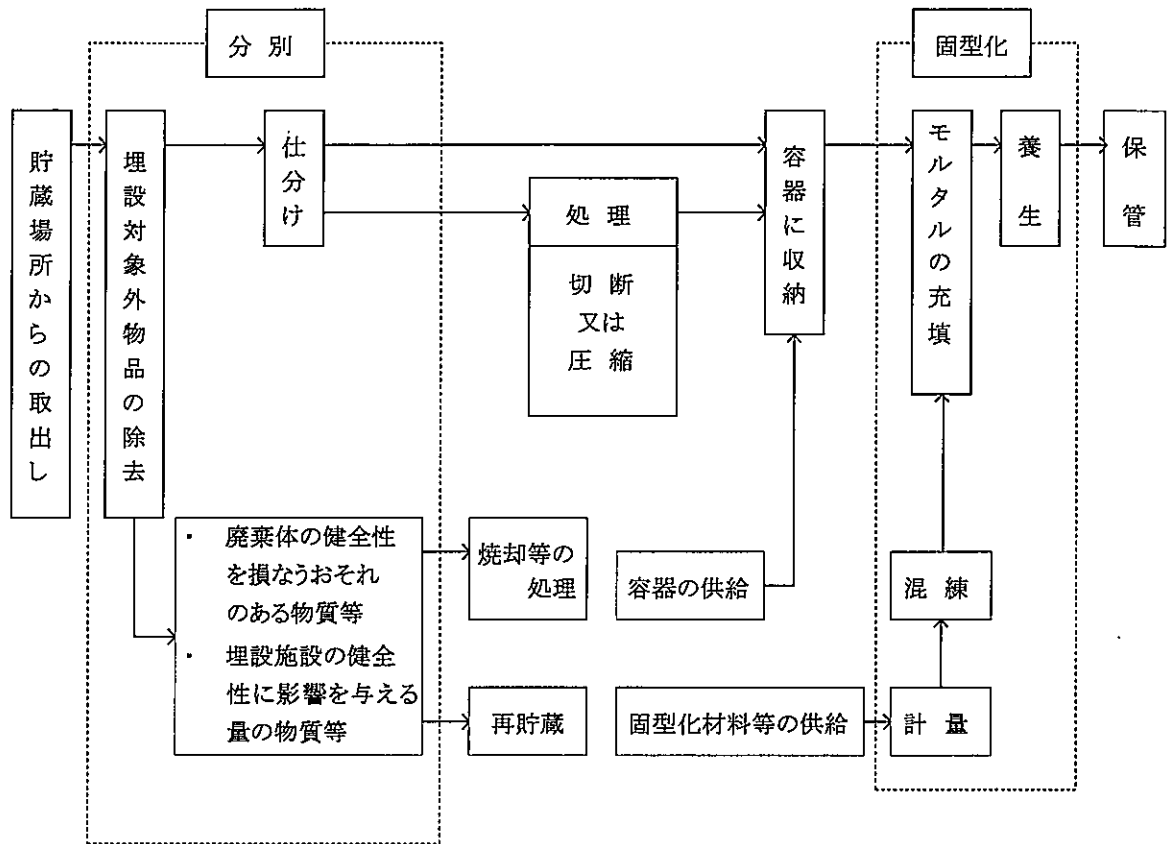 分別
固型化
貯蔵場所からの取出し
埋設対象外物品の除去
仕分け
処理
切断
又は
圧縮
容器に収納
モルタルの充填
養生
保管
・ 廃棄体の健全性
を損なうおそれ
のある物質等
・ 埋設施設の健全
性に影響を与える
量の物質等
焼却等の
処理
再貯蔵
容器の供給
固型化材料等の供給
混練
計量